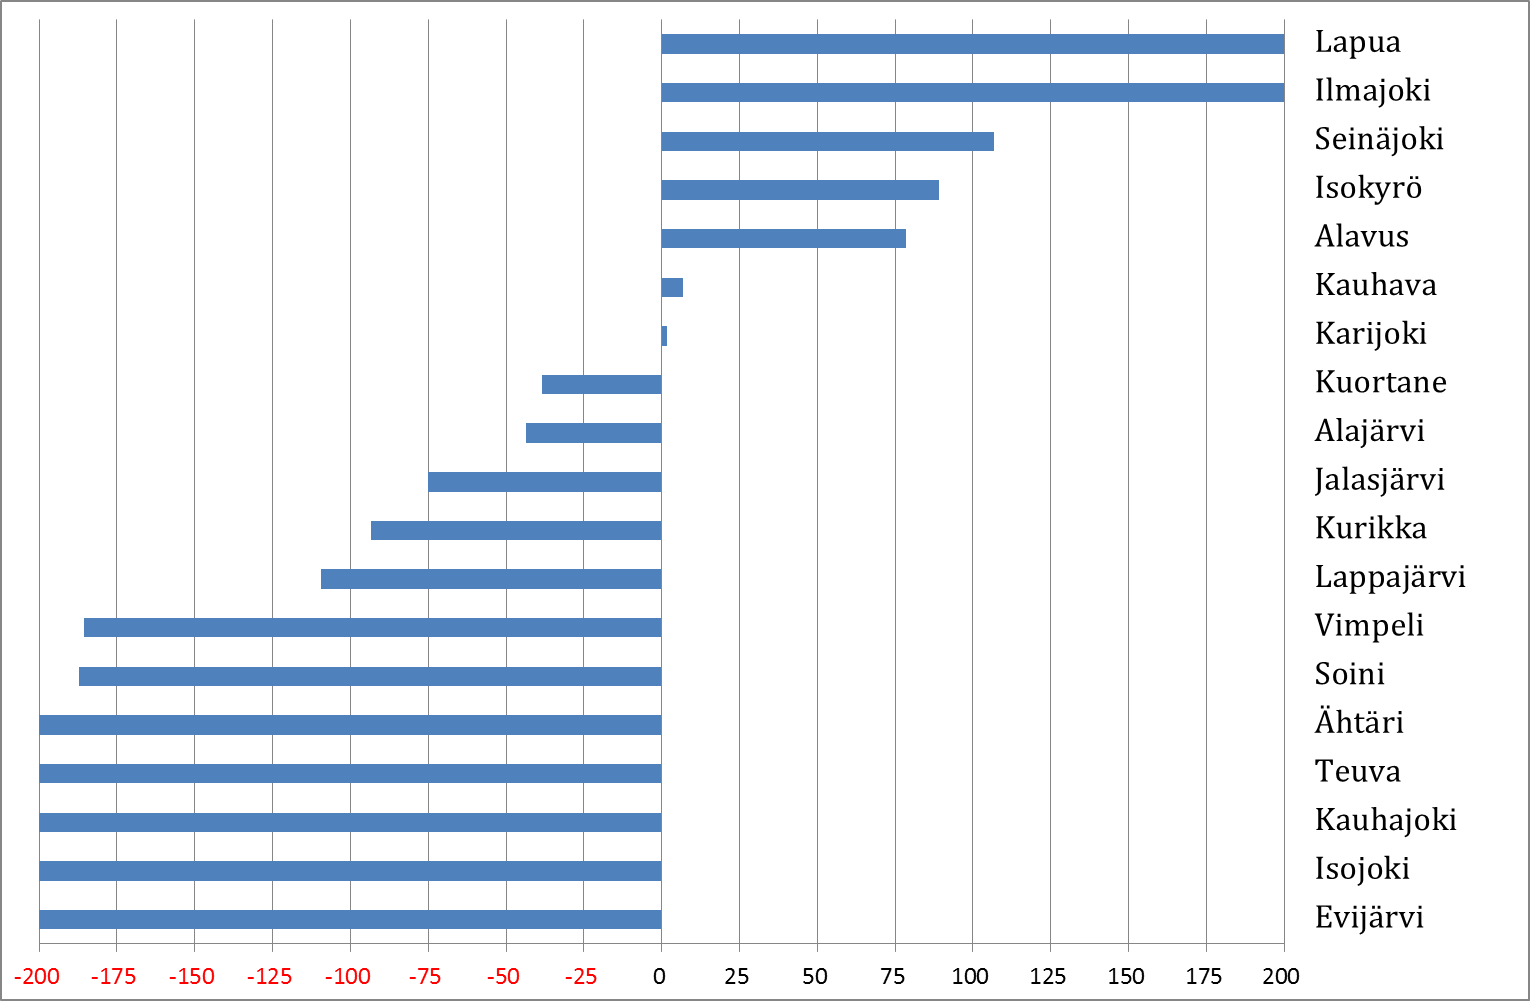 Lapua
Ilmajoki
Seinäjoki
Isokyrö
Alavus
Kauhava
Karijoki
Kuortane
Alajärvi
Jalasjärvi
Kurikka
Lappajärvi
Vimpeli
Soini
Ähtäri
Teuva
Kauhajoki
Isojoki
Evijärvi
-200 -175 -150 -125 -100 -75 -50 -25 0 25 50 75 100 125 150 175 200